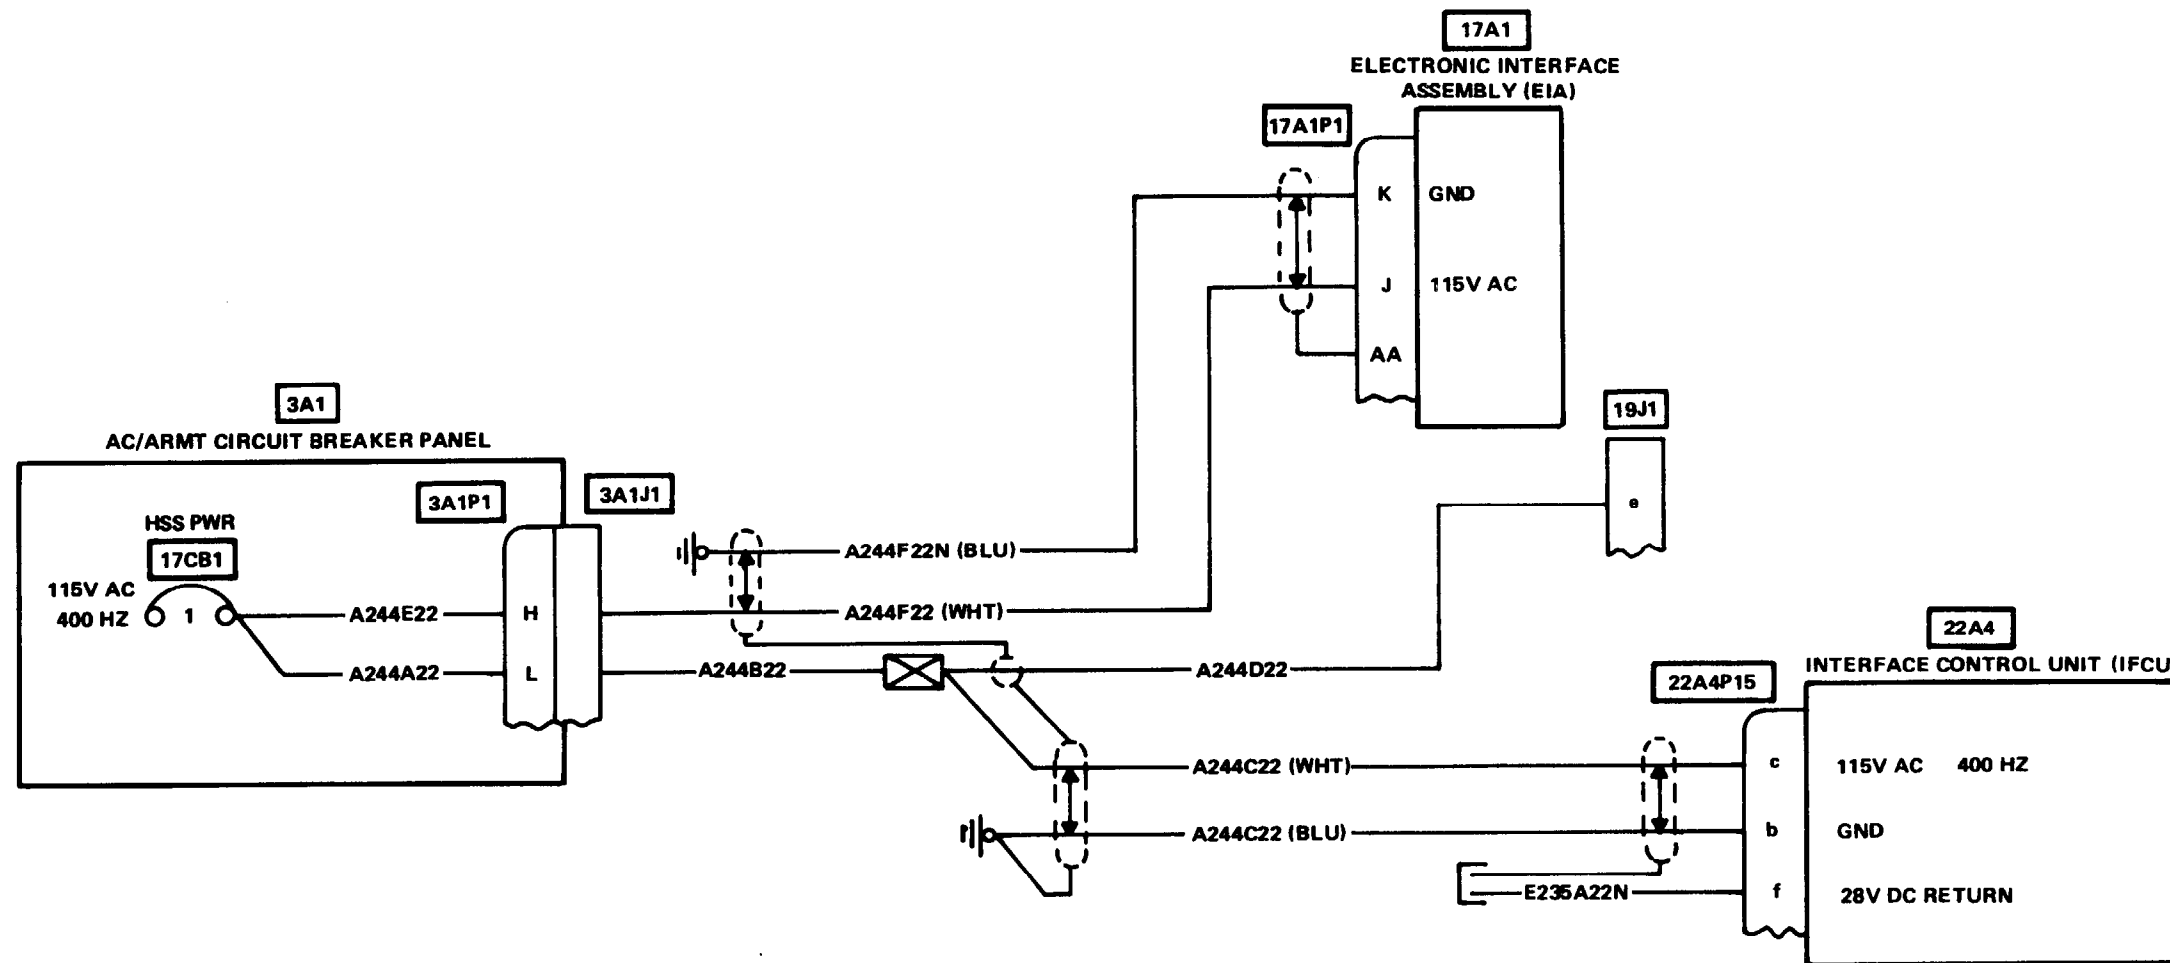 17A1
ELECTRONIC INTERFACE
ASSEMBLY (EIA)
17A1P1
K GND
J 115V AC
AA
3A1
AC/ARMT CIRCUIT BREAKER PANEL
19J1
e
3A1P1
3A1J1
HSS PWR
17CB1
115V AC
400 HZ
1
A244E22
H
A244A22
L
A244F22N (BLU)
A244F22 (WHT)
A244B22
A244D22
22A4
INTERFACE CONTROL UNIT (IFCU
22A4P15
A244C22 (WHT)
c 115V AC 400 HZ
A244C22 (BLU)
b GND
E235A22N
f 28V DC RETURN